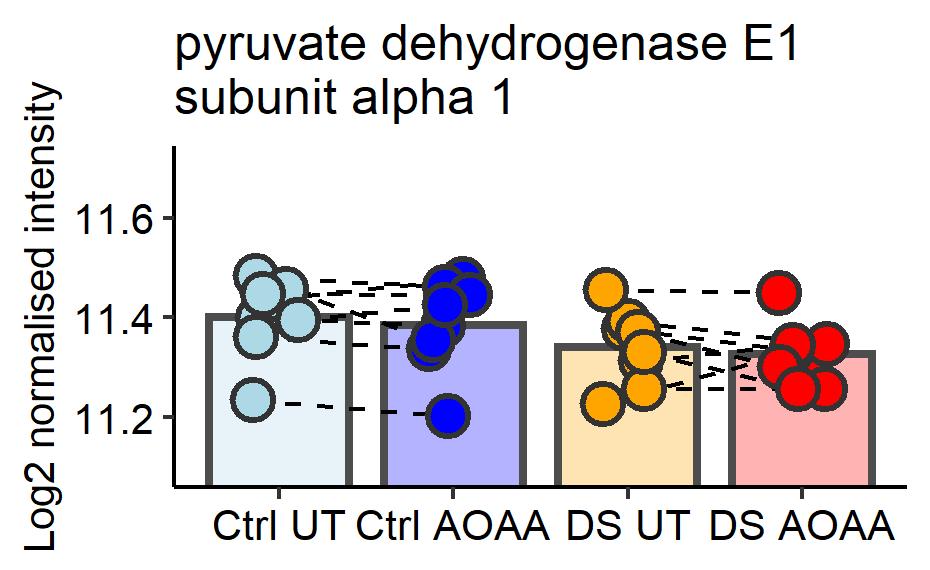 pyruvate dehydrogenase E1
subunit alpha 1
Log2 normalised intensity
11.6
11.4
11.2
Ctrl UT Ctrl AOAA DS UT DS AOAA